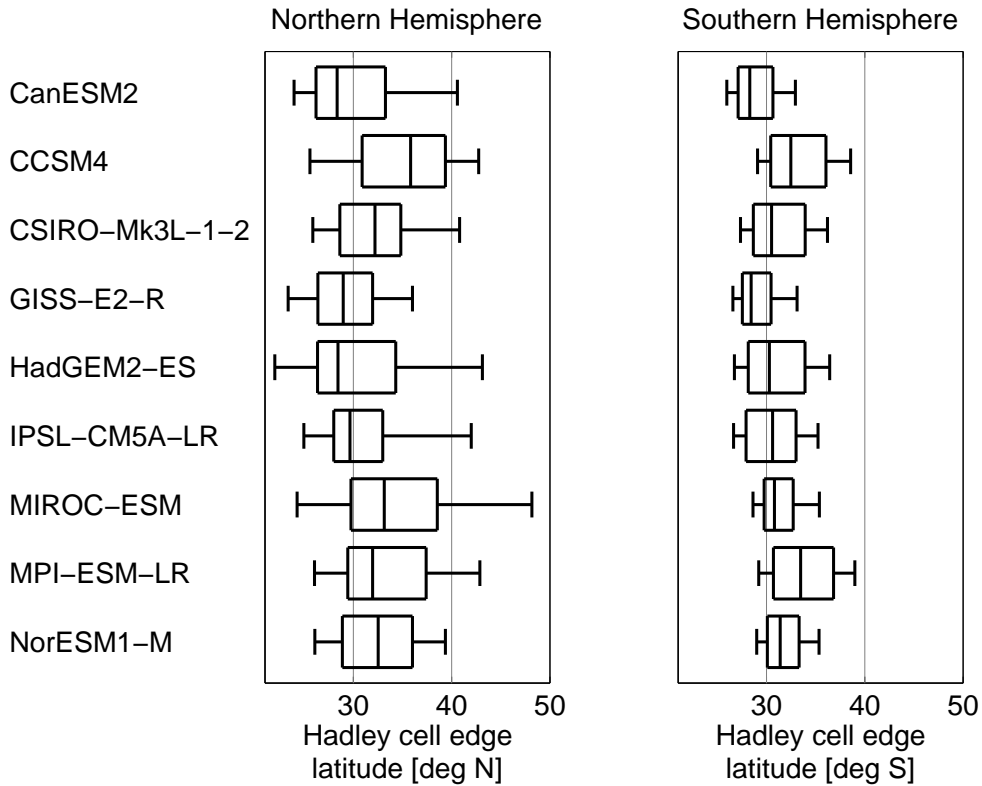 Northern Hemisphere
Southern Hemisphere
CanESM2
CCSM4
CSIRO−Mk3L−1−2
GISS−E2−R
HadGEM2−ES
IPSL−CM5A−LR
MIROC−ESM
MPI−ESM−LR
NorESM1−M
30 40 50
Hadley cell edge
latitude [deg N]
30 40 50
Hadley cell edge
latitude [deg S]